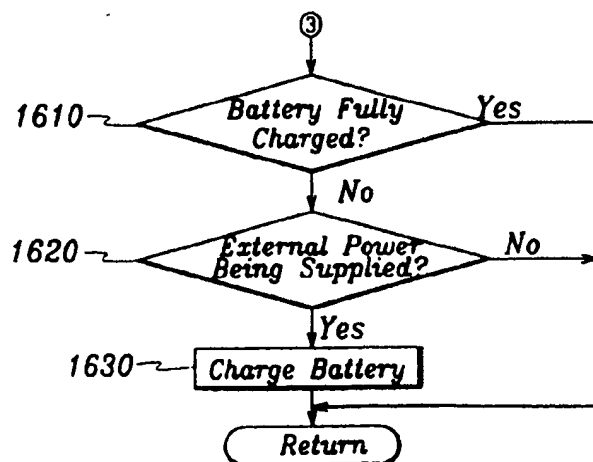 3
1610
Battery Fully
Charged?
Yes
No
1620
External Power
Being Supplied?
No
Yes
1630
Charge Battery
Return